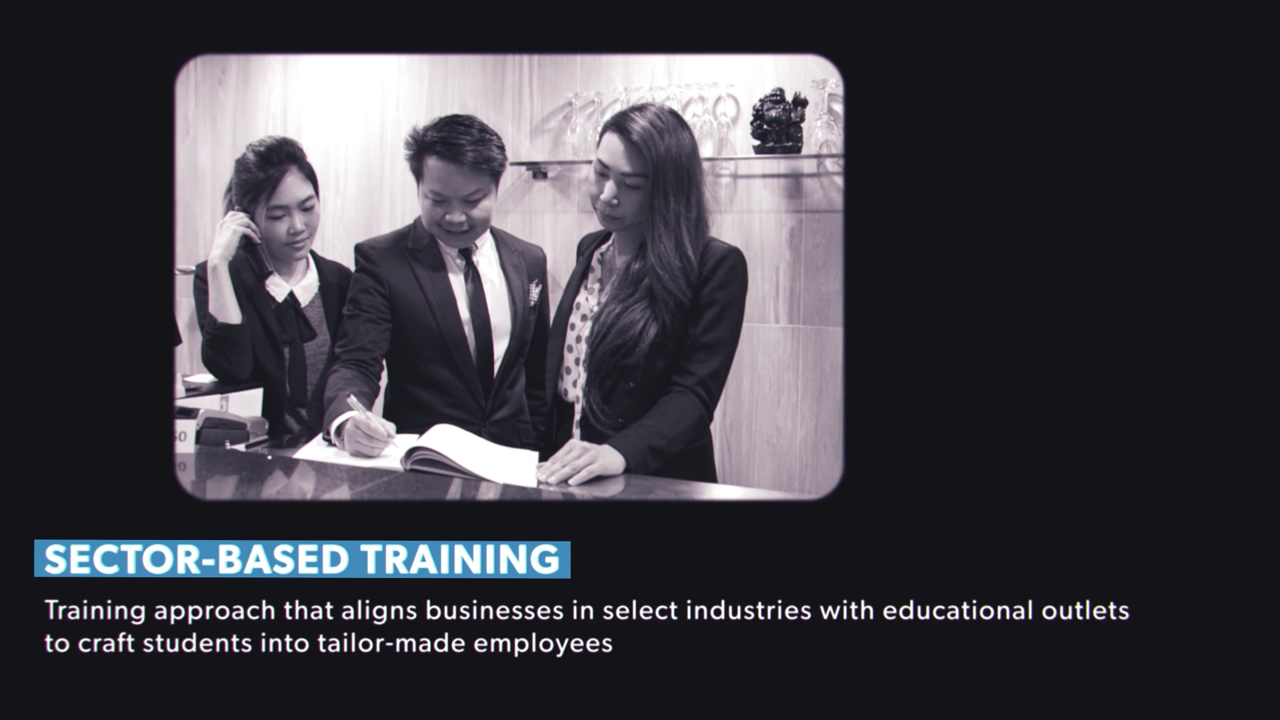 SECTOR-BASED TRAINING
Training approach that aligns businesses in select industries with educational outlets
to craft students into tailor-made employees